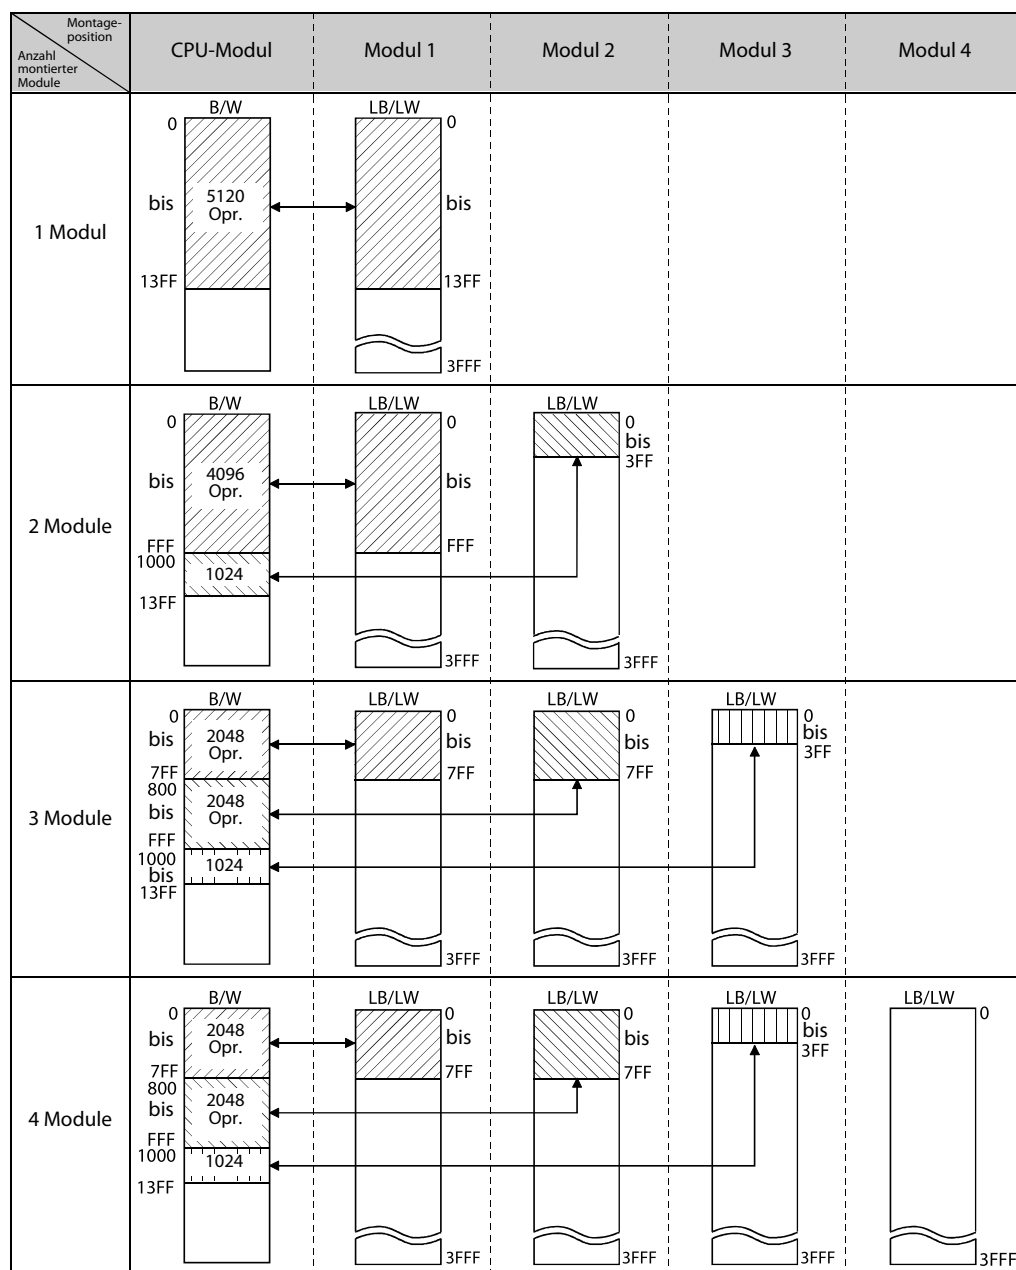 Montage-
position
Anzahl
montierter
Module
CPU-Modul
Modul 1
Modul 2
Modul 3
Modul 4
1 Modul
B/W
0
bis
13FF
5120
Opr.
LB/LW
0
bis
13FF
3FFF
2 Module
B/W
0
bis
FFF
1000
13FF
4096
Opr.
1024
LB/LW
0
bis
FFF
3FFF
LB/LW
0
bis
3FF
3FFF
3 Module
B/W
0
bis
7FF
800
bis
FFF
1000
bis
13FF
2048
Opr.
2048
Opr.
1024
LB/LW
0
bis
7FF
3FFF
LB/LW
0
bis
7FF
3FFF
LB/LW
0
bis
3FF
3FFF
4 Module
B/W
0
bis
7FF
800
bis
FFF
1000
13FF
2048
Opr.
2048
Opr.
1024
LB/LW
0
bis
7FF
3FFF
LB/LW
0
bis
7FF
3FFF
LB/LW
0
bis
3FF
3FFF
LB/LW
0
3FFF